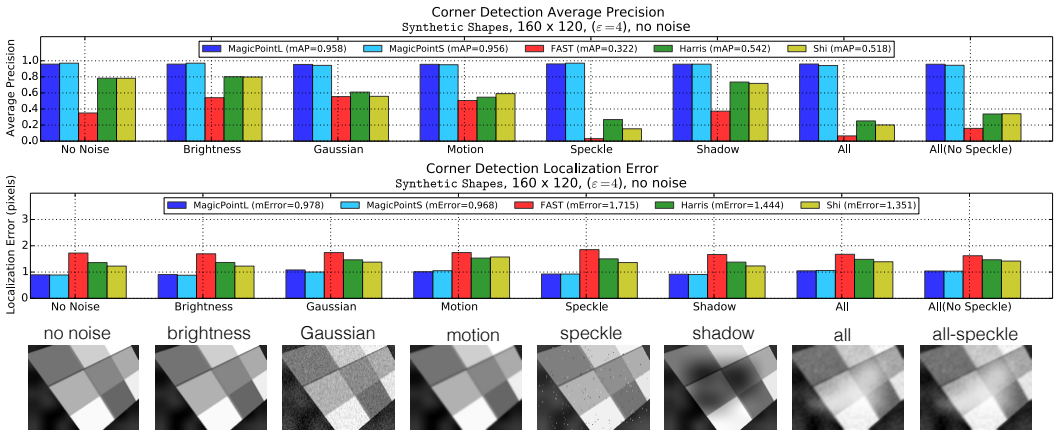 Corner Detection Average Precision
Synthetic Shapes, 160 x 120, (ε=4), no noise
Average Precision
1.0
0.8
0.6
0.4
0.2
0.0
MagicPointL (mAP=0.958) MagicPointS (mAP=0.956) FAST (mAP=0.322) Harris (mAP=0.542) Shi (mAP=0.518)
No Noise Brightness Gaussian Motion Speckle Shadow All All(No Speckle)
Corner Detection Localization Error
Synthetic Shapes, 160 x 120, (ε=4), no noise
Localization Error (pixels)
3
2
1
0
MagicPointL (mError=0,978) MagicPointS (mError=0,968) FAST (mError=1,715) Harris (mError=1,444) Shi (mError=1,351)
No Noise Brightness Gaussian Motion Speckle Shadow All All(No Speckle)
no noise brightness Gaussian motion speckle shadow all all-speckle